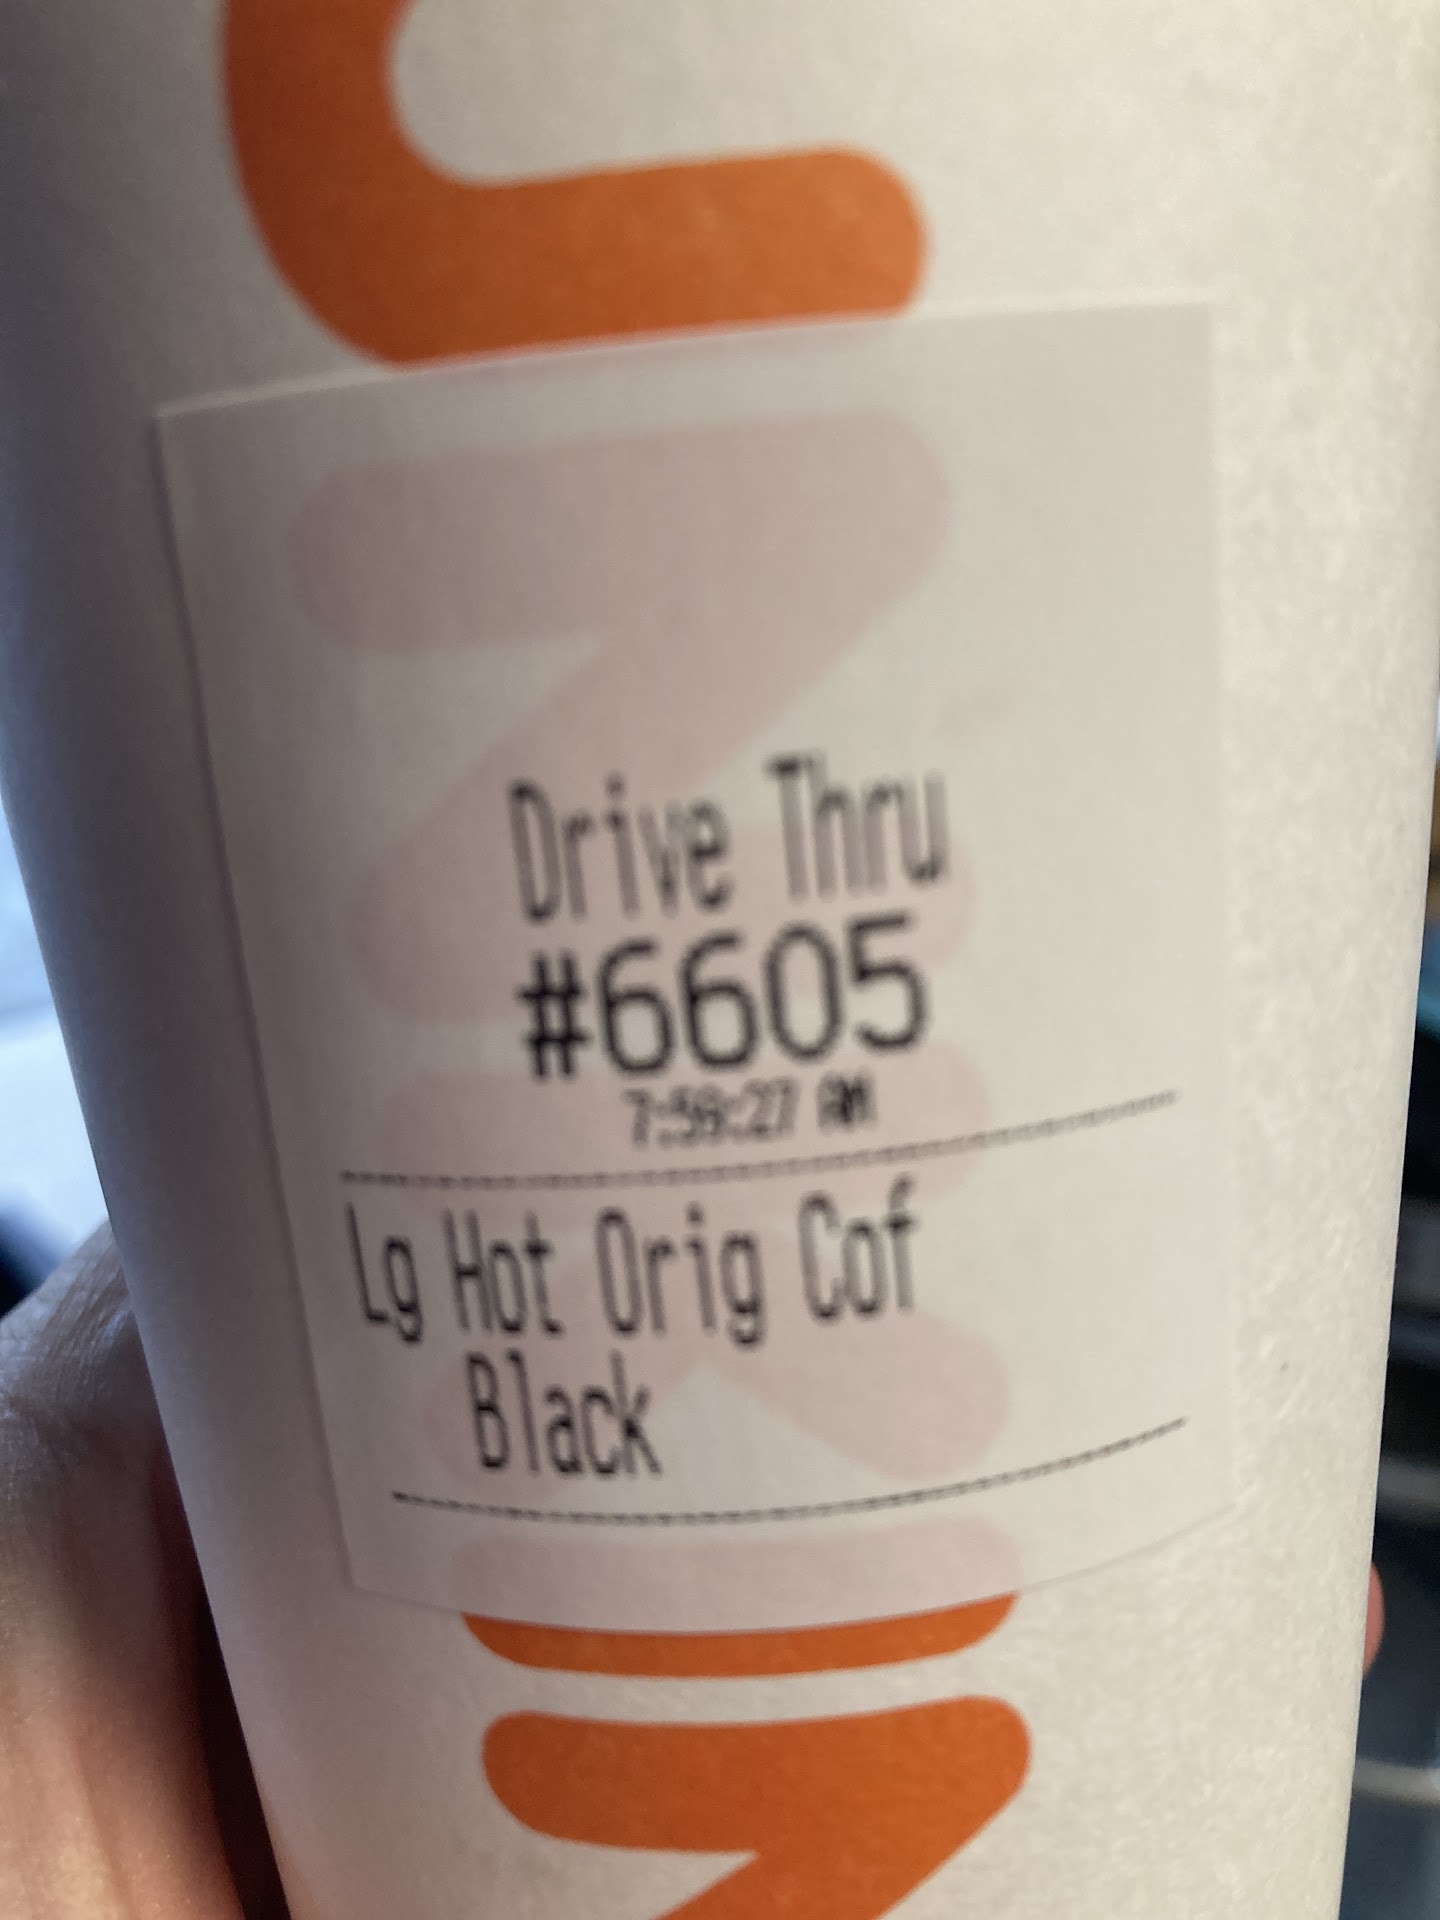 Drive Thru
#6605
7:59:27 AM
Lg Hot Orig Cof
Black